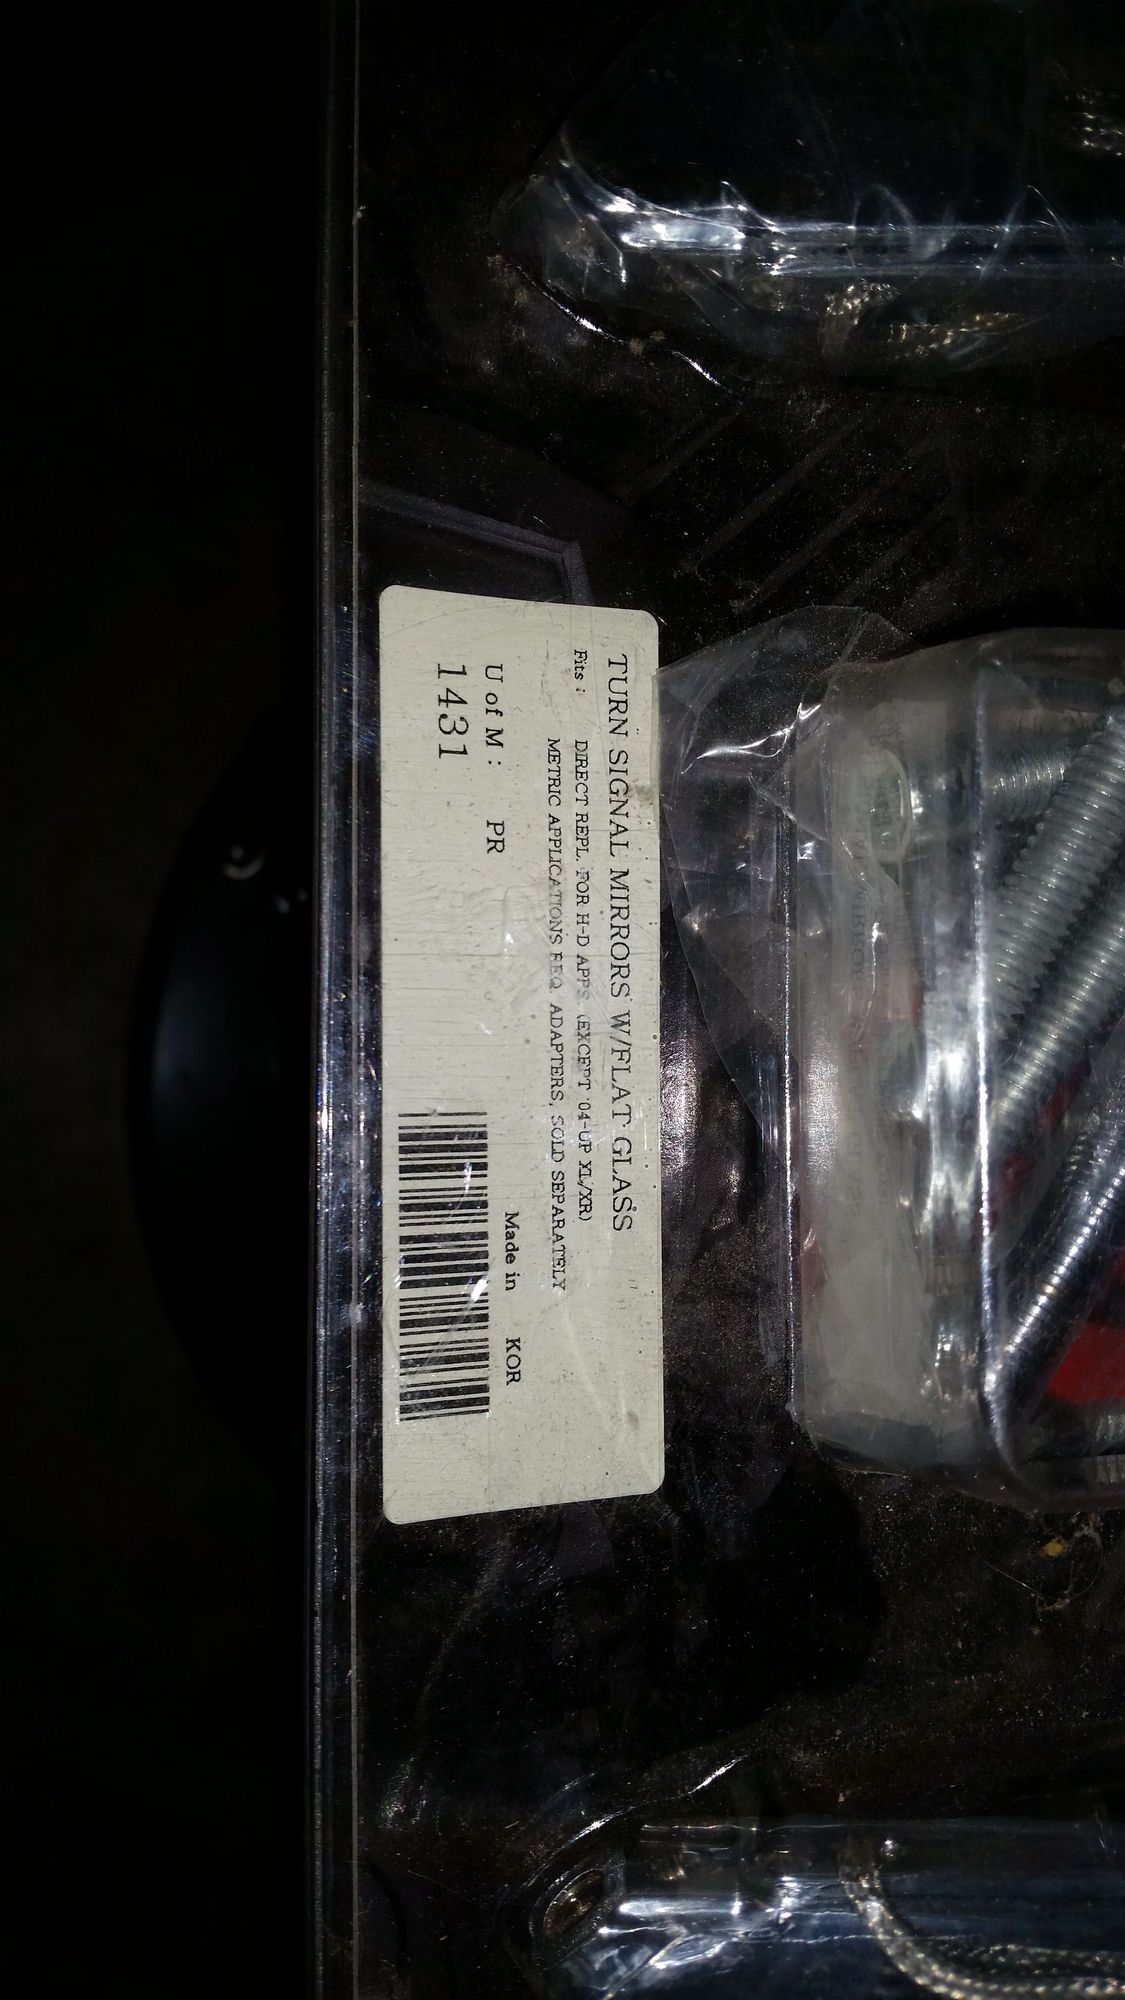 TURN SIGNAL MIRRORS W/FLAT GLASS
Fits : DIRECT REPL. FOR H-D APPS. (EXCEPT '04-UP XL/XR)
METRIC APPLICATIONS REQ. ADAPTERS, SOLD SEPARATELY
U of M : PR Made in KOR
1431